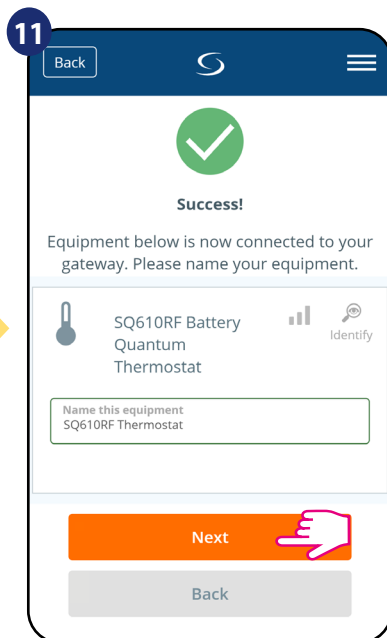 11
Back
Success!
Equipment below is now connected to your
gateway. Please name your equipment.
SQ610RF Battery
Quantum
Thermostat
Identify
Name this equipment
SQ610RF Thermostat
Next
Back